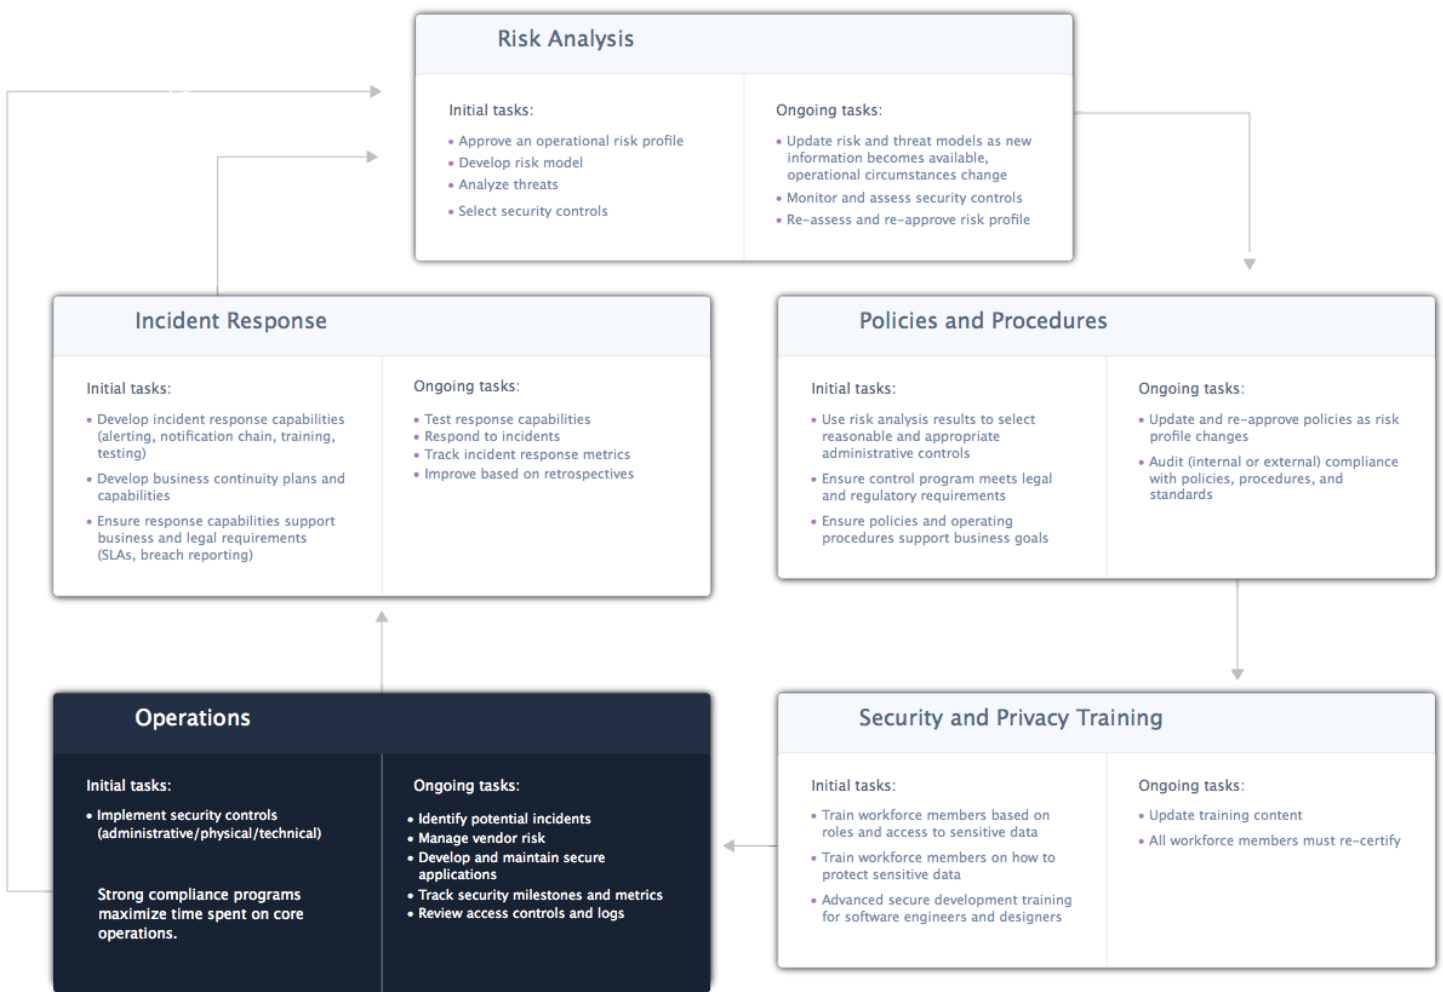 Risk Analysis
Initial tasks:
• Approve an operational risk profile
• Develop risk model
• Analyze threats
• Select security controls
Ongoing tasks:
• Update risk and threat models as new
information becomes available,
operational circumstances change
• Monitor and assess security controls
• Re-assess and re-approve risk profile
Incident Response
Initial tasks:
• Develop incident response capabilities
(alerting, notification chain, training,
testing)
• Develop business continuity plans and
capabilities
• Ensure response capabilities support
business and legal requirements
(SLAs, breach reporting)
Ongoing tasks:
• Test response capabilities
• Respond to incidents
• Track incident response metrics
• Improve based on retrospectives
Policies and Procedures
Initial tasks:
• Use risk analysis results to select
reasonable and appropriate
administrative controls
• Ensure control program meets legal
and regulatory requirements
• Ensure policies and operating
procedures support business goals
Ongoing tasks:
• Update and re-approve policies as risk
profile changes
• Audit (internal or external) compliance
with policies, procedures, and
standards
Operations
Initial tasks:
• Implement security controls
(administrative/physical/technical)
Strong compliance programs
maximize time spent on core
operations.
Ongoing tasks:
• Identify potential incidents
• Manage vendor risk
• Develop and maintain secure
applications
• Track security milestones and metrics
• Review access controls and logs
Security and Privacy Training
Initial tasks:
• Train workforce members based on
roles and access to sensitive data
• Train workforce members on how to
protect sensitive data
• Advanced secure development training
for software engineers and designers
Ongoing tasks:
• Update training content
• All workforce members must re-certify